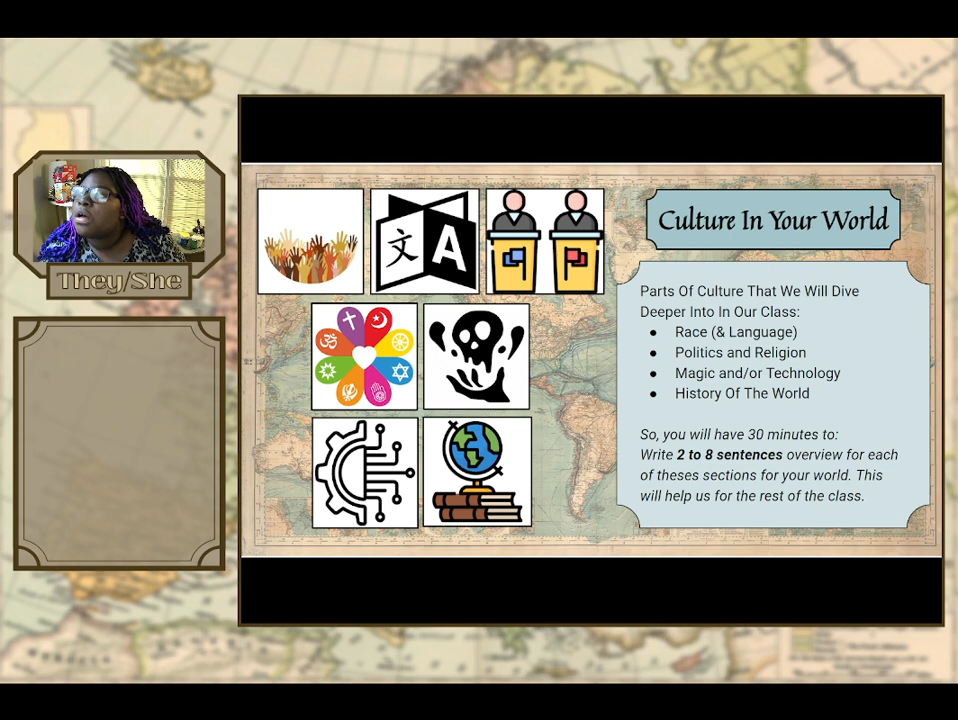 They/She
文
A
Culture In Your World
Parts Of Culture That We Will Dive
Deeper Into In Our Class:
● Race (& Language)
● Politics and Religion
● Magic and/or Technology
● History Of The World
So, you will have 30 minutes to:
Write 2 to 8 sentences overview for each
of theses sections for your world. This
will help us for the rest of the class.